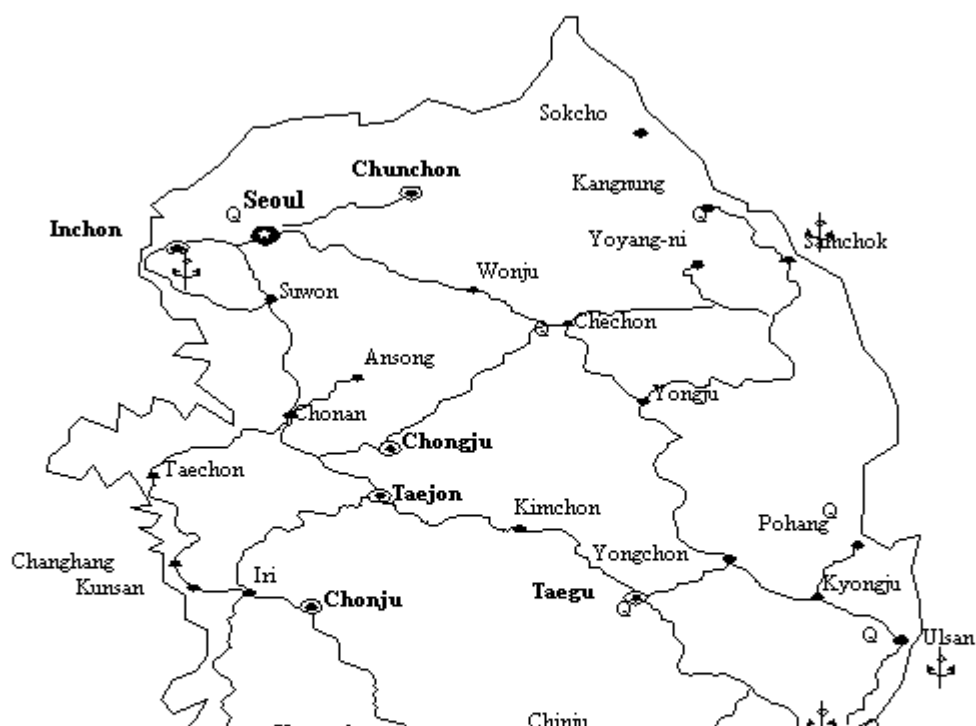 Sokcho
Chunchon
Kangnung
Q
Seoul
Q
Inchon
Yoyang-ni
Samchok
Wonju
Suwon
Q
Chechon
Ansong
Yongju
Chonan
Chongju
Taechon
Taejon
Kimchon
Q
Pohang
Changhang
Yongchon
Kunsan
Iri
Chonju
Taegu
Q
Kyongju
Q
Ulsan
Chinju